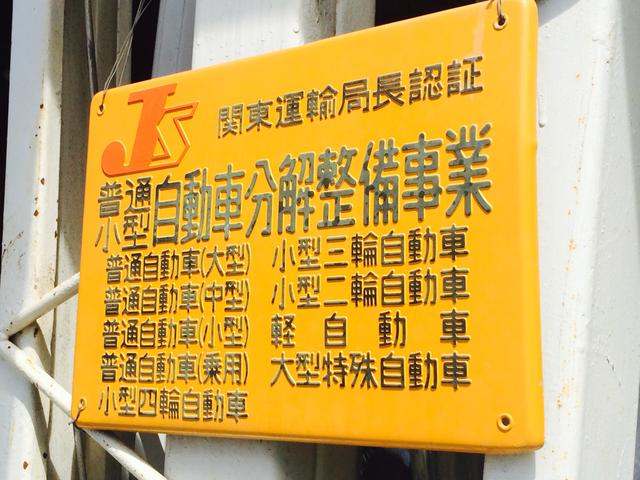 JS 関東運輸局長認証
普通
小型
自動車分解整備事業
普通自動車(大型) 小型三輪自動車
普通自動車(中型) 小型二輪自動車
普通自動車(小型) 軽自動車
普通自動車(乗用) 大型特殊自動車
小型四輪自動車